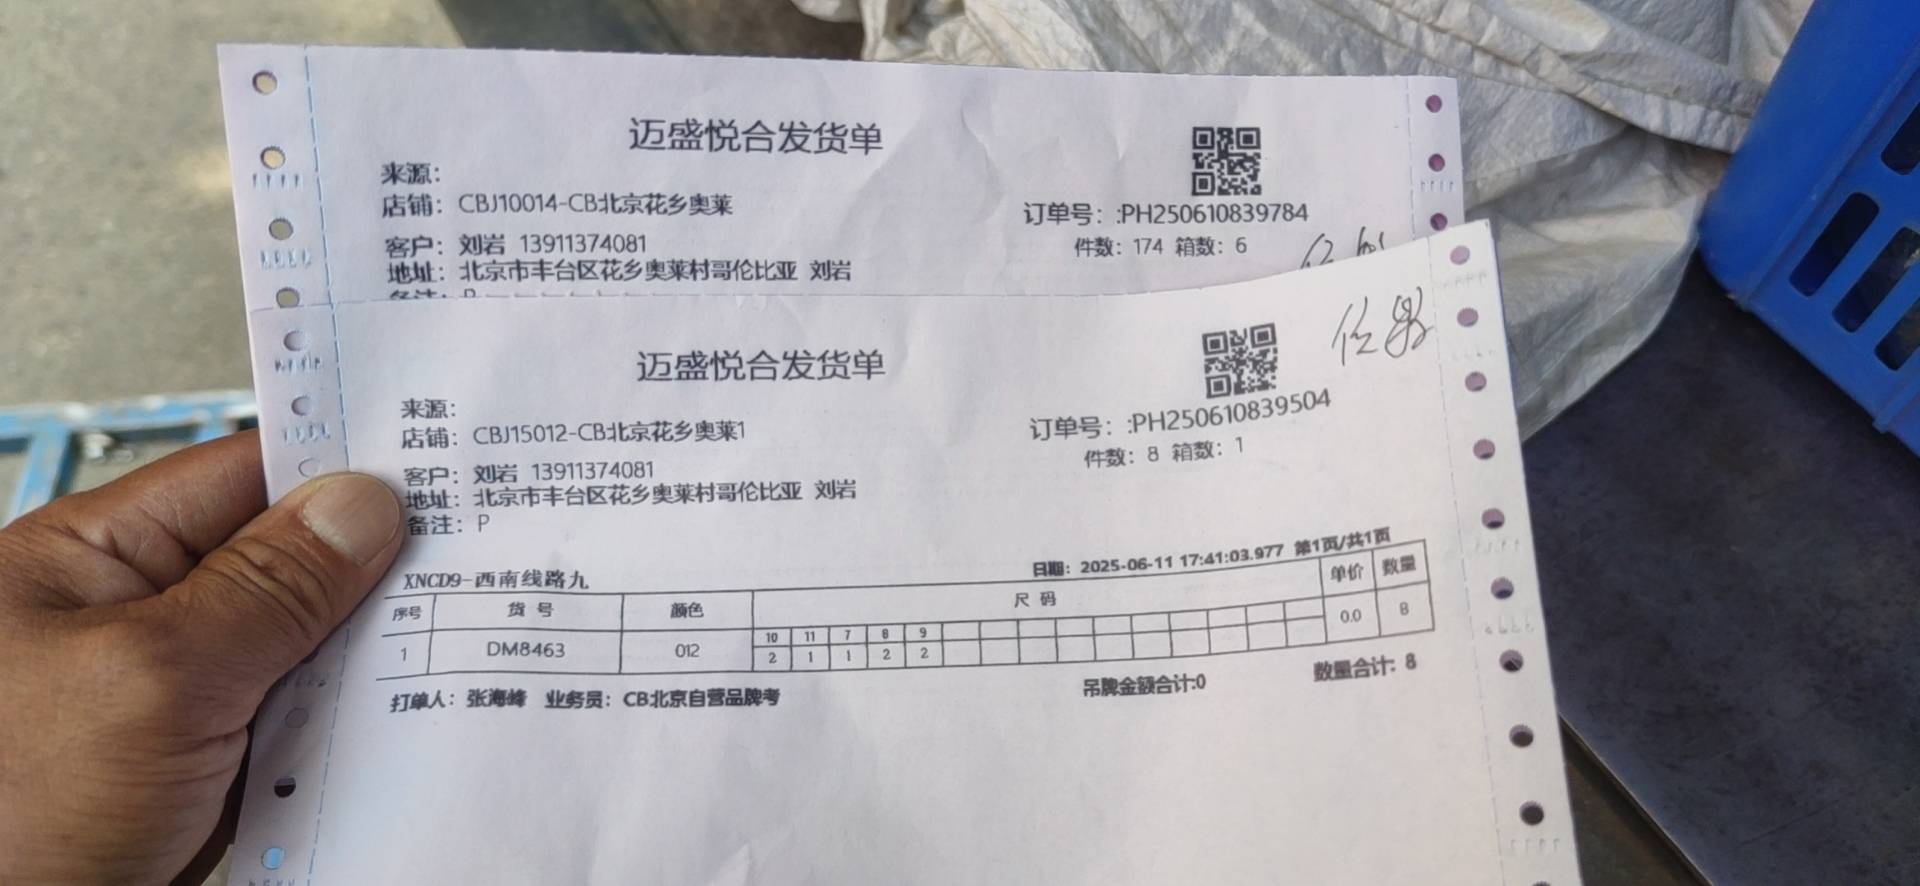 迈盛悦合发货单
来源:
店铺: CBJ10014-CB北京花乡奥莱
订单号: :PH250610839784
客户: 刘岩 13911374081
件数: 174 箱数: 6
地址: 北京市丰台区花乡奥莱村哥伦比亚 刘岩
备注: P
迈盛悦合发货单
来源:
店铺: CBJ15012-CB北京花乡奥莱1
订单号: :PH250610839504
客户: 刘岩 13911374081
件数: 8 箱数: 1
地址: 北京市丰台区花乡奥莱村哥伦比亚 刘岩
备注: P
XNCD9-西南线路九
日期: 2025-06-11 17:41:03.977 第1页/共1页
序号 货号 颜色 尺码 单价 数量
10 11 7 8 9
1 DM8463 012 2 1 1 2 2 0.0 8
打单人: 张海峰 业务员: CB北京自营品牌考
吊牌金额合计:0
数量合计: 8